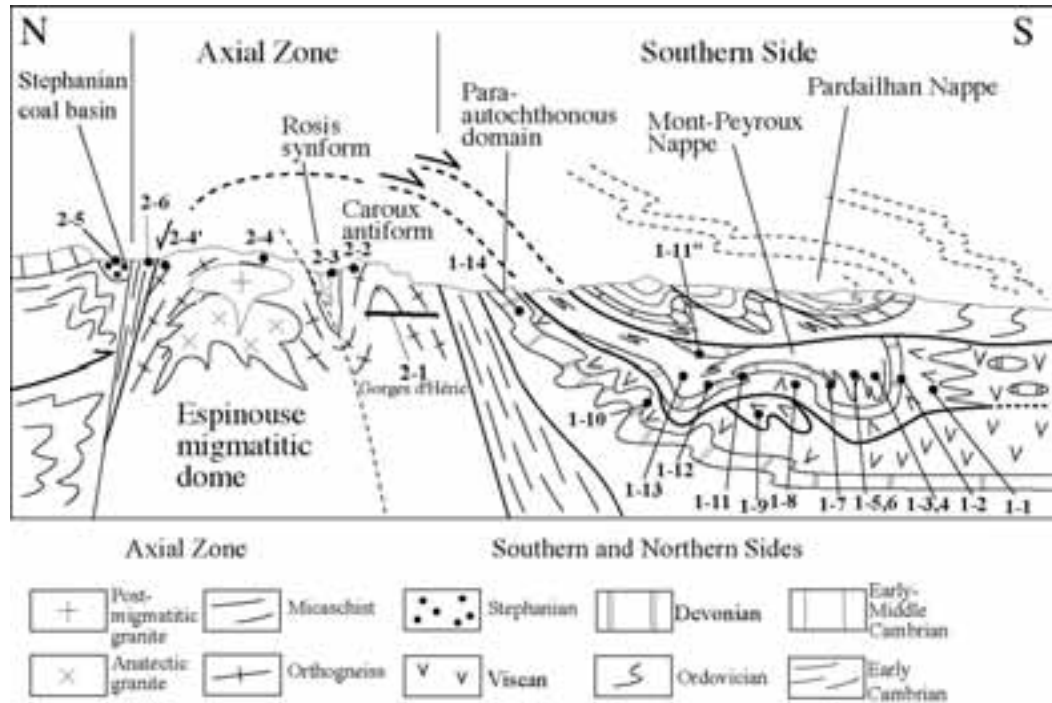 N
Axial Zone
Southern Side
S
Stephanian
coal basin
Rosis
synform
Caroux
antiform
Para-
autochthonous
domain
Mont-Peyroux
Nappe
Pardailhan Nappe
2-5
2-6
2-4'
2-4
2-3
2-2
2-1
Gorges d'Héric
Espinouse
migmatitic
dome
1-14
1-11"
1-10
1-13
1-12
1-11
1-9
1-8
1-7
1-5,6
1-3,4
1-2
1-1
Axial Zone
Southern and Northern Sides
Post-
migmatitic
granite
Micaschist
Stephanian
Devonian
Early-
Middle
Cambrian
Anatectic
granite
Orthogneiss
Visean
Ordovician
Early
Cambrian